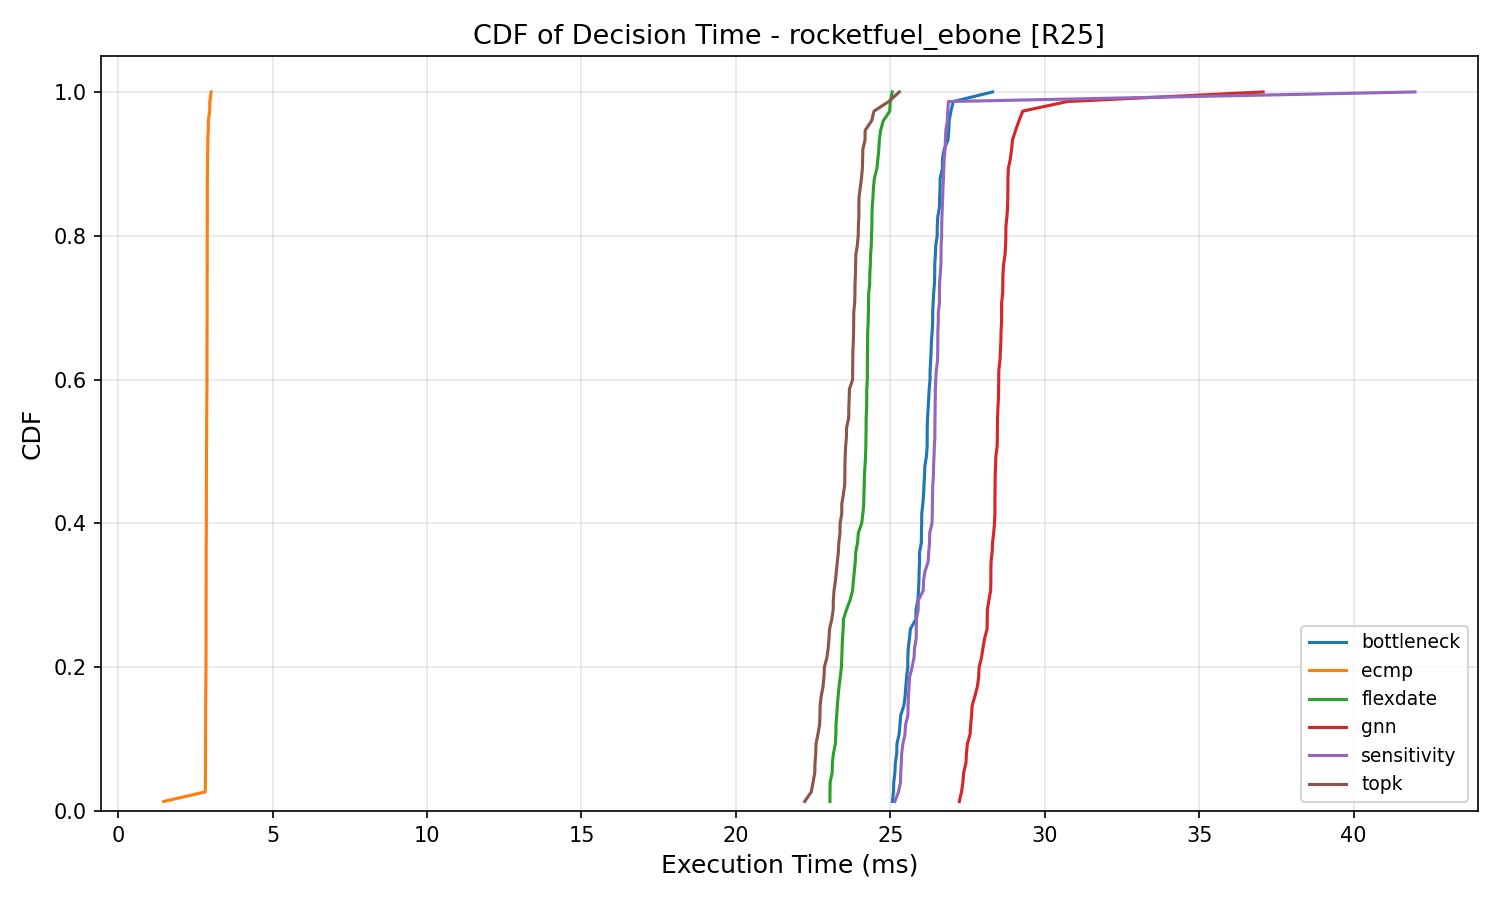 CDF of Decision Time - rocketfuel_ebone [R25]
1.0
0.8
0.6
0.4
0.2
0.0
CDF
0 5 10 15 20 25 30 35 40
Execution Time (ms)
bottleneck
ecmp
flexdate
gnn
sensitivity
topk